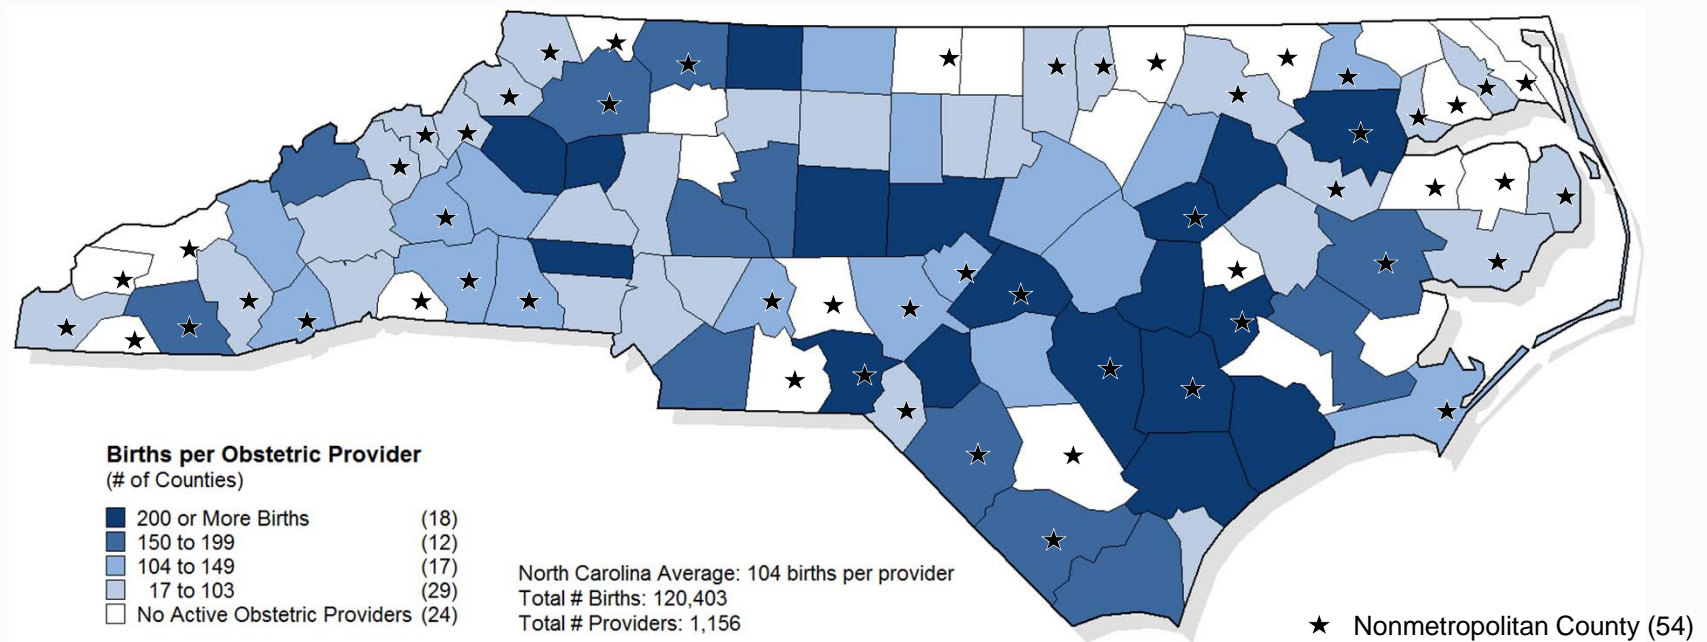 Births per Obstetric Provider
(# of Counties)
200 or More Births (18)
150 to 199 (12)
104 to 149 (17)
17 to 103 (29)
No Active Obstetric Providers (24)
North Carolina Average: 104 births per provider
Total # Births: 120,403
Total # Providers: 1,156
★ Nonmetropolitan County (54)